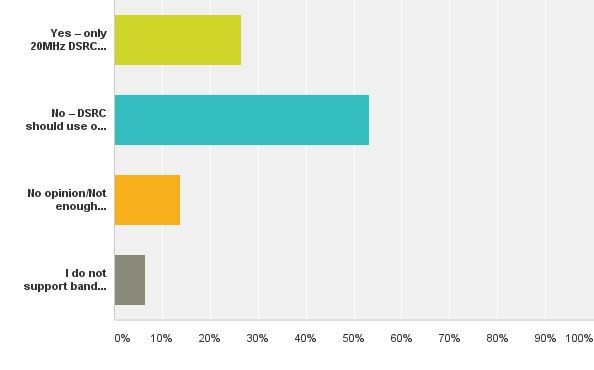 Yes – only
20MHz DSRC...
No – DSRC
should use o...
No opinion/Not
enough...
I do not
support band...
0% 10% 20% 30% 40% 50% 60% 70% 80% 90% 100%